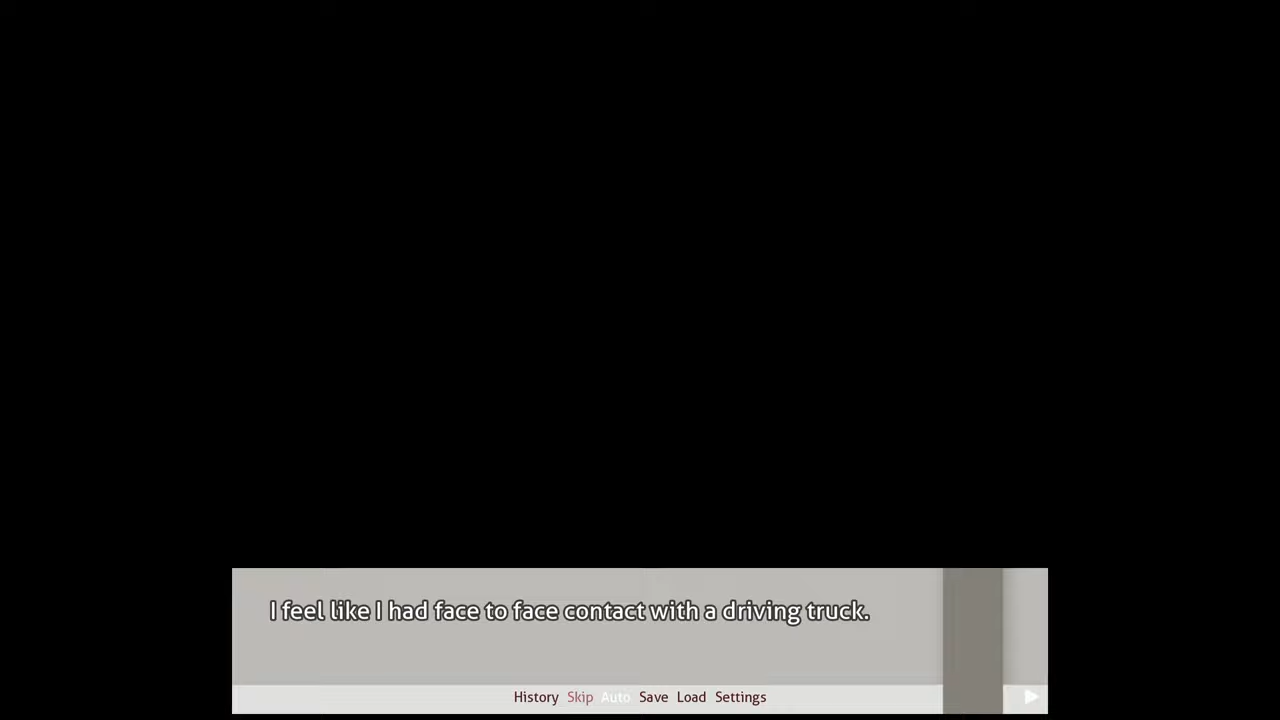 I feel like I had face to face contact with a driving truck.
History Skip Auto Save Load Settings